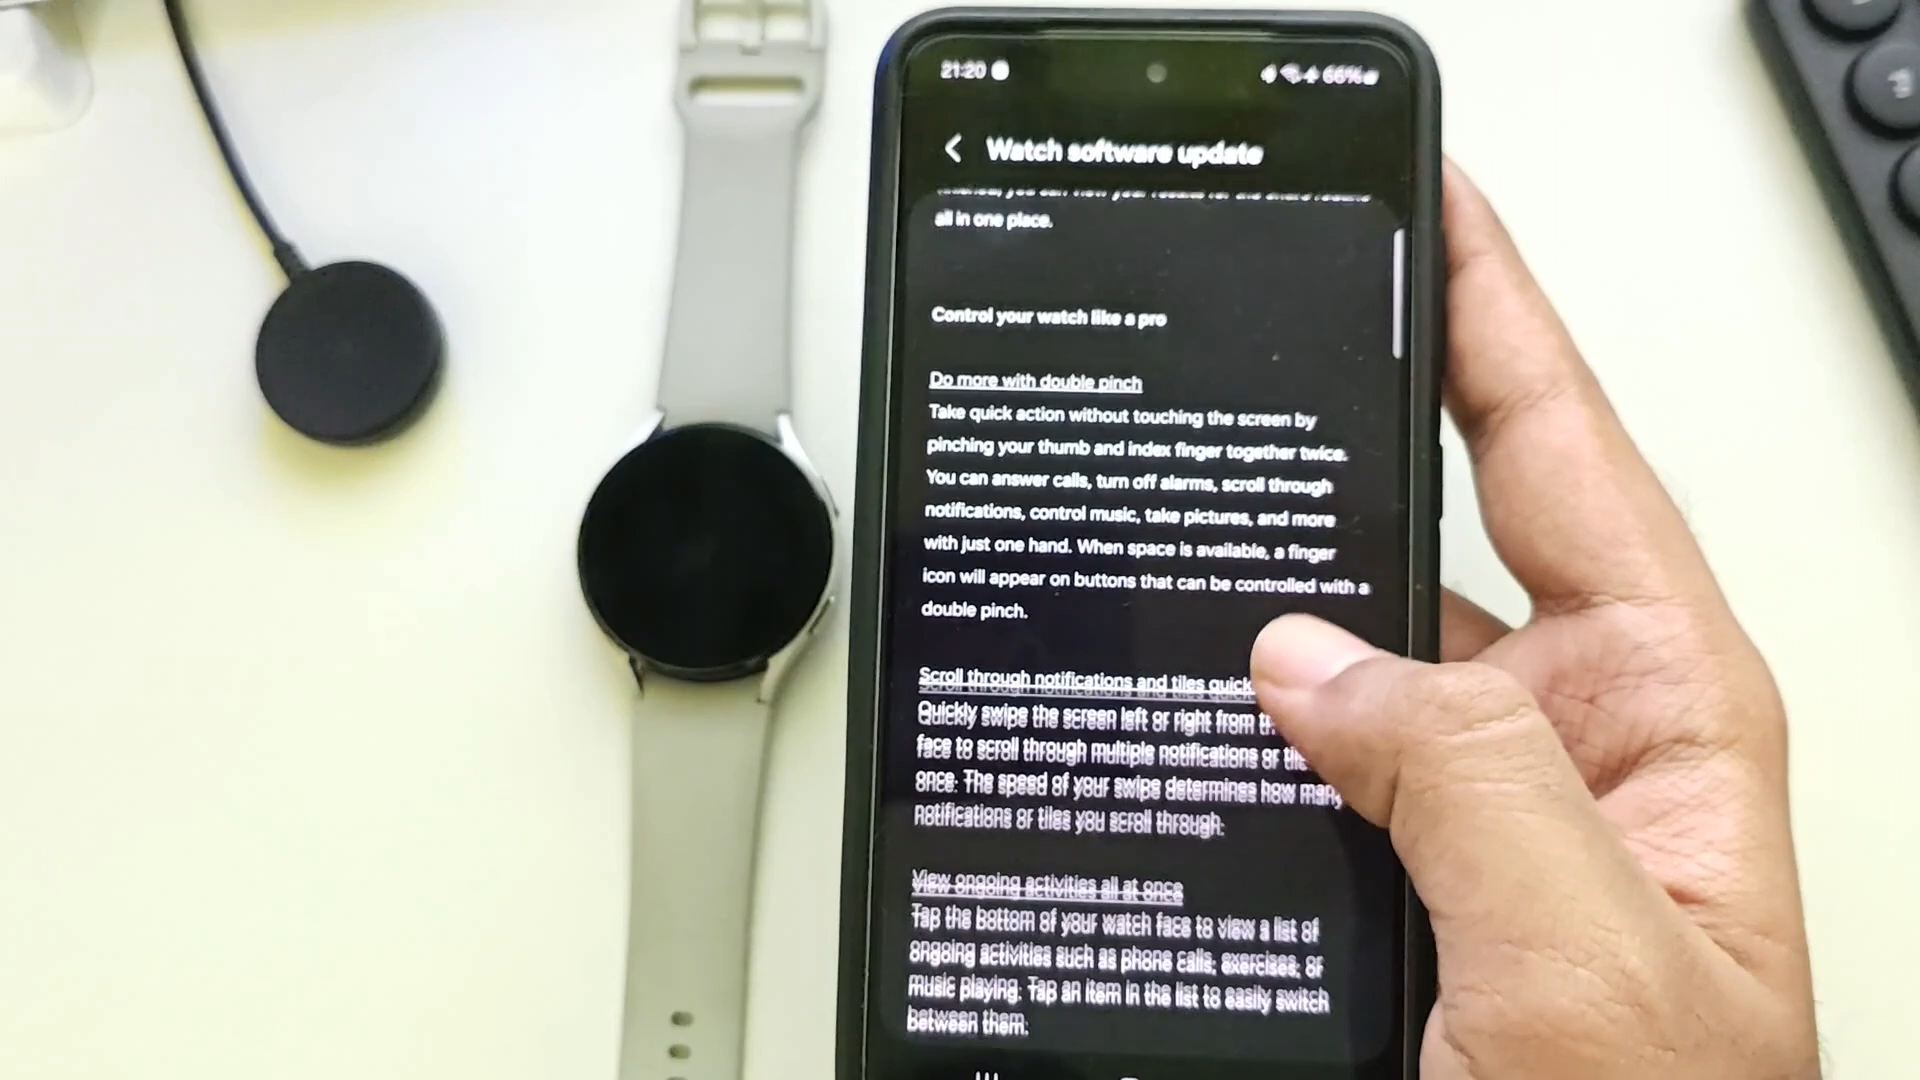 21:20
66%
Watch software update
all in one place.
Control your watch like a pro
Do more with double pinch
Take quick action without touching the screen by
pinching your thumb and index finger together twice.
You can answer calls, turn off alarms, scroll through
notifications, control music, take pictures, and more
with just one hand. When space is available, a finger
icon will appear on buttons that can be controlled with a
double pinch.
Scroll through notifications and tiles quick
Quickly swipe the screen left or right from
face to scroll through multiple notifications or
once. The speed of your swipe determines how many
notifications or tiles you scroll through.
View ongoing activities all at once
Tap the bottom of your watch face to view a list of
ongoing activities such as phone calls, exercises, or
music playing. Tap an item in the list to easily switch
between them.